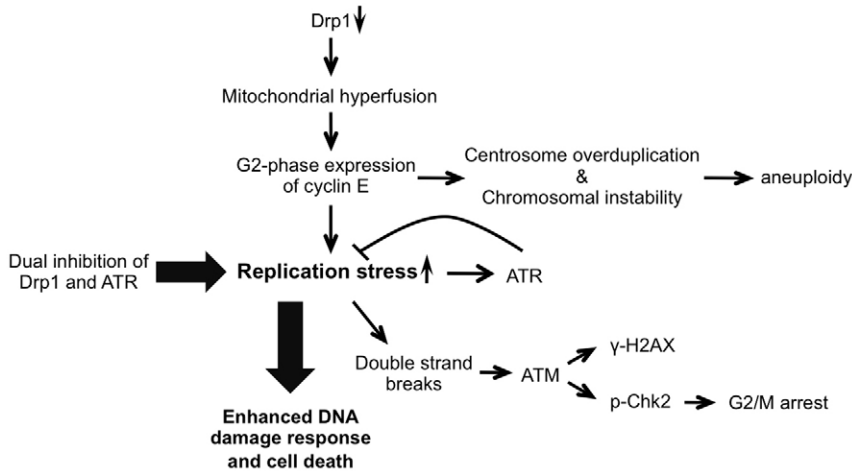 Drp1
Mitochondrial hyperfusion
G2-phase expression
of cyclin E
Centrosome overduplication
&
Chromosomal instability
aneuploidy
Dual inhibition of
Drp1 and ATR
Replication stress
ATR
Double strand
breaks
ATM
γ-H2AX
p-Chk2
G2/M arrest
Enhanced DNA
damage response
and cell death